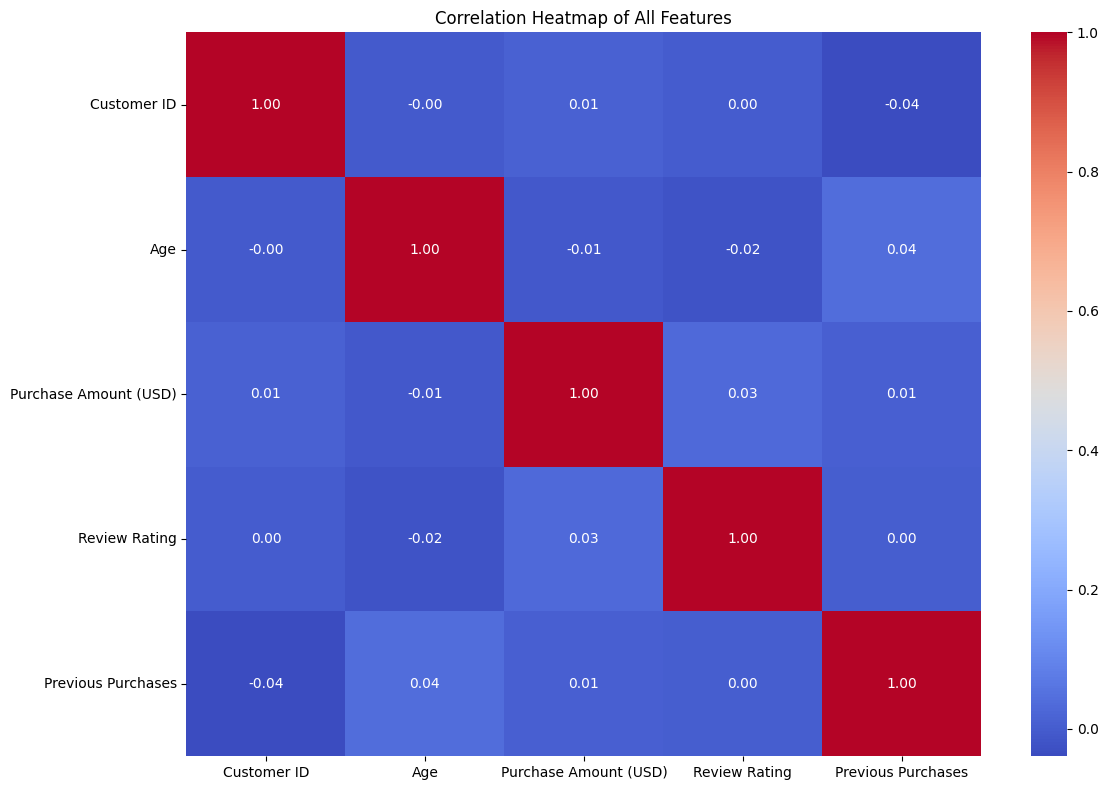 Correlation Heatmap of All Features
Customer ID
1.00 -0.00 0.01 0.00 -0.04
Age
-0.00 1.00 -0.01 -0.02 0.04
Purchase Amount (USD)
0.01 -0.01 1.00 0.03 0.01
Review Rating
0.00 -0.02 0.03 1.00 0.00
Previous Purchases
-0.04 0.04 0.01 0.00 1.00
Customer ID
Age
Purchase Amount (USD)
Review Rating
Previous Purchases
1.0
0.8
0.6
0.4
0.2
0.0